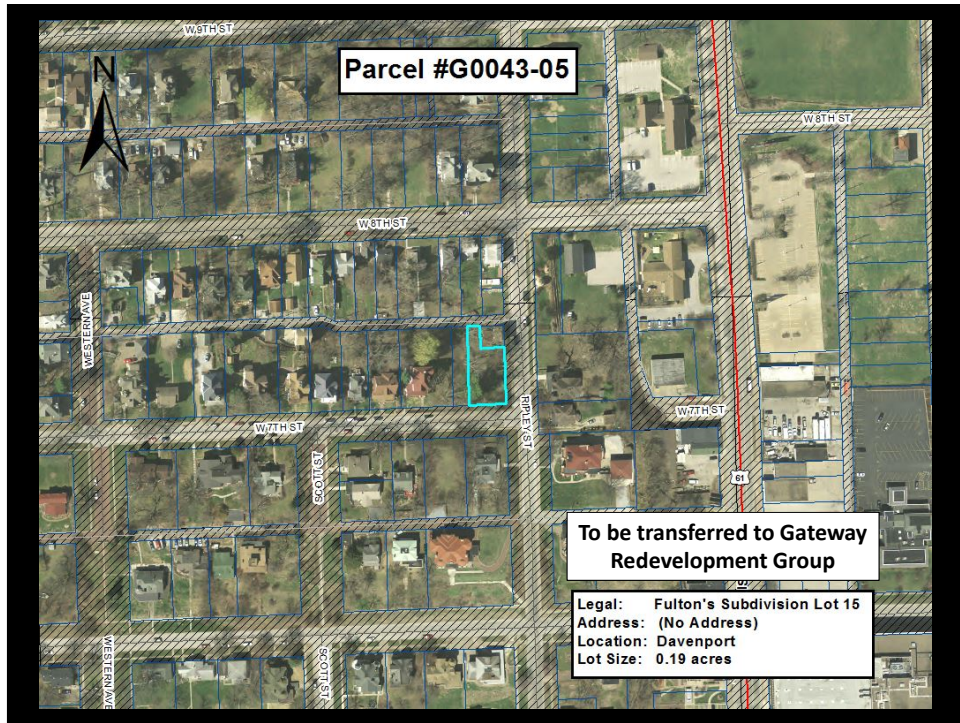 W 9TH ST
Parcel #G0043-05
N
W 8TH ST
W 8TH ST
WESTERN AVE
RIPLEY ST
W 7TH ST
W 7TH ST
SCOTT ST
61
To be transferred to Gateway
Redevelopment Group
Legal: Fulton's Subdivision Lot 15
Address: (No Address)
Location: Davenport
Lot Size: 0.19 acres
WESTERN AVE
SCOTT ST